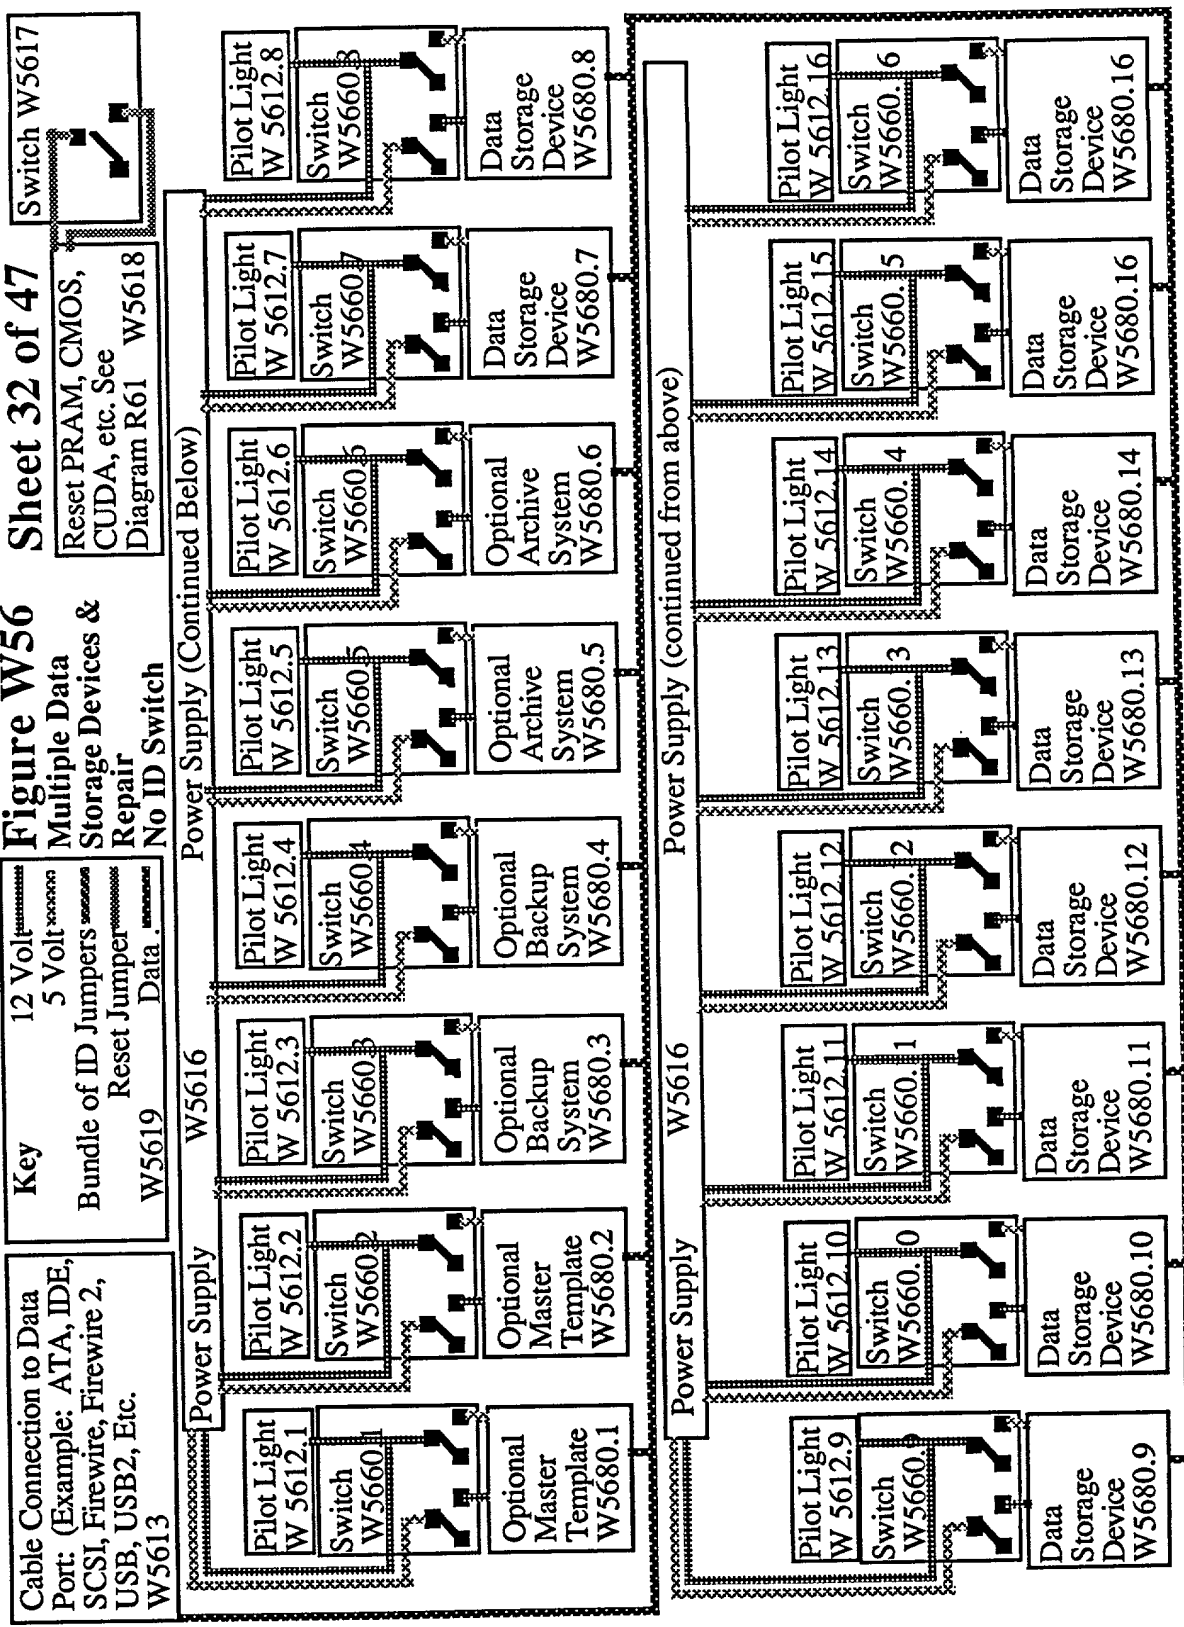 Cable Connection to Data
Port: (Example: ATA, IDE,
SCSI, Firewire, Firewire 2,
USB, USB2, Etc.
W5613
Key
12 Volt
5 Volt
Bundle of ID Jumpers
Reset Jumper
W5619 Data
Figure W56
Multiple Data
Storage Devices &
Repair
No ID Switch
Sheet 32 of 47
Reset PRAM, CMOS,
CUDA, etc. See
Diagram R61 W5618
Switch W5617
Power Supply W5616 Power Supply (Continued Below)
Pilot Light
W 5612.1
Switch
W5660.1
Optional
Master
Template
W5680.1
Pilot Light
W 5612.2
Switch
W5660.2
Optional
Master
Template
W5680.2
Pilot Light
W 5612.3
Switch
W5660.3
Optional
Backup
System
W5680.3
Pilot Light
W 5612.4
Switch
W5660.4
Optional
Backup
System
W5680.4
Pilot Light
W 5612.5
Switch
W5660.5
Optional
Archive
System
W5680.5
Pilot Light
W 5612.6
Switch
W5660.6
Optional
Archive
System
W5680.6
Pilot Light
W 5612.7
Switch
W5660.7
Data
Storage
Device
W5680.7
Pilot Light
W 5612.8
Switch
W5660.8
Data
Storage
Device
W5680.8
Power Supply W5616 Power Supply (continued from above)
Pilot Light
W 5612.9
Switch
W5660.9
Data
Storage
Device
W5680.9
Pilot Light
W 5612.10
Switch
W5660.10
Data
Storage
Device
W5680.10
Pilot Light
W 5612.11
Switch
W5660.11
Data
Storage
Device
W5680.11
Pilot Light
W 5612.12
Switch
W5660.12
Data
Storage
Device
W5680.12
Pilot Light
W 5612.13
Switch
W5660.13
Data
Storage
Device
W5680.13
Pilot Light
W 5612.14
Switch
W5660.14
Data
Storage
Device
W5680.14
Pilot Light
W 5612.15
Switch
W5660.15
Data
Storage
Device
W5680.16
Pilot Light
W 5612.16
Switch
W5660.16
Data
Storage
Device
W5680.16